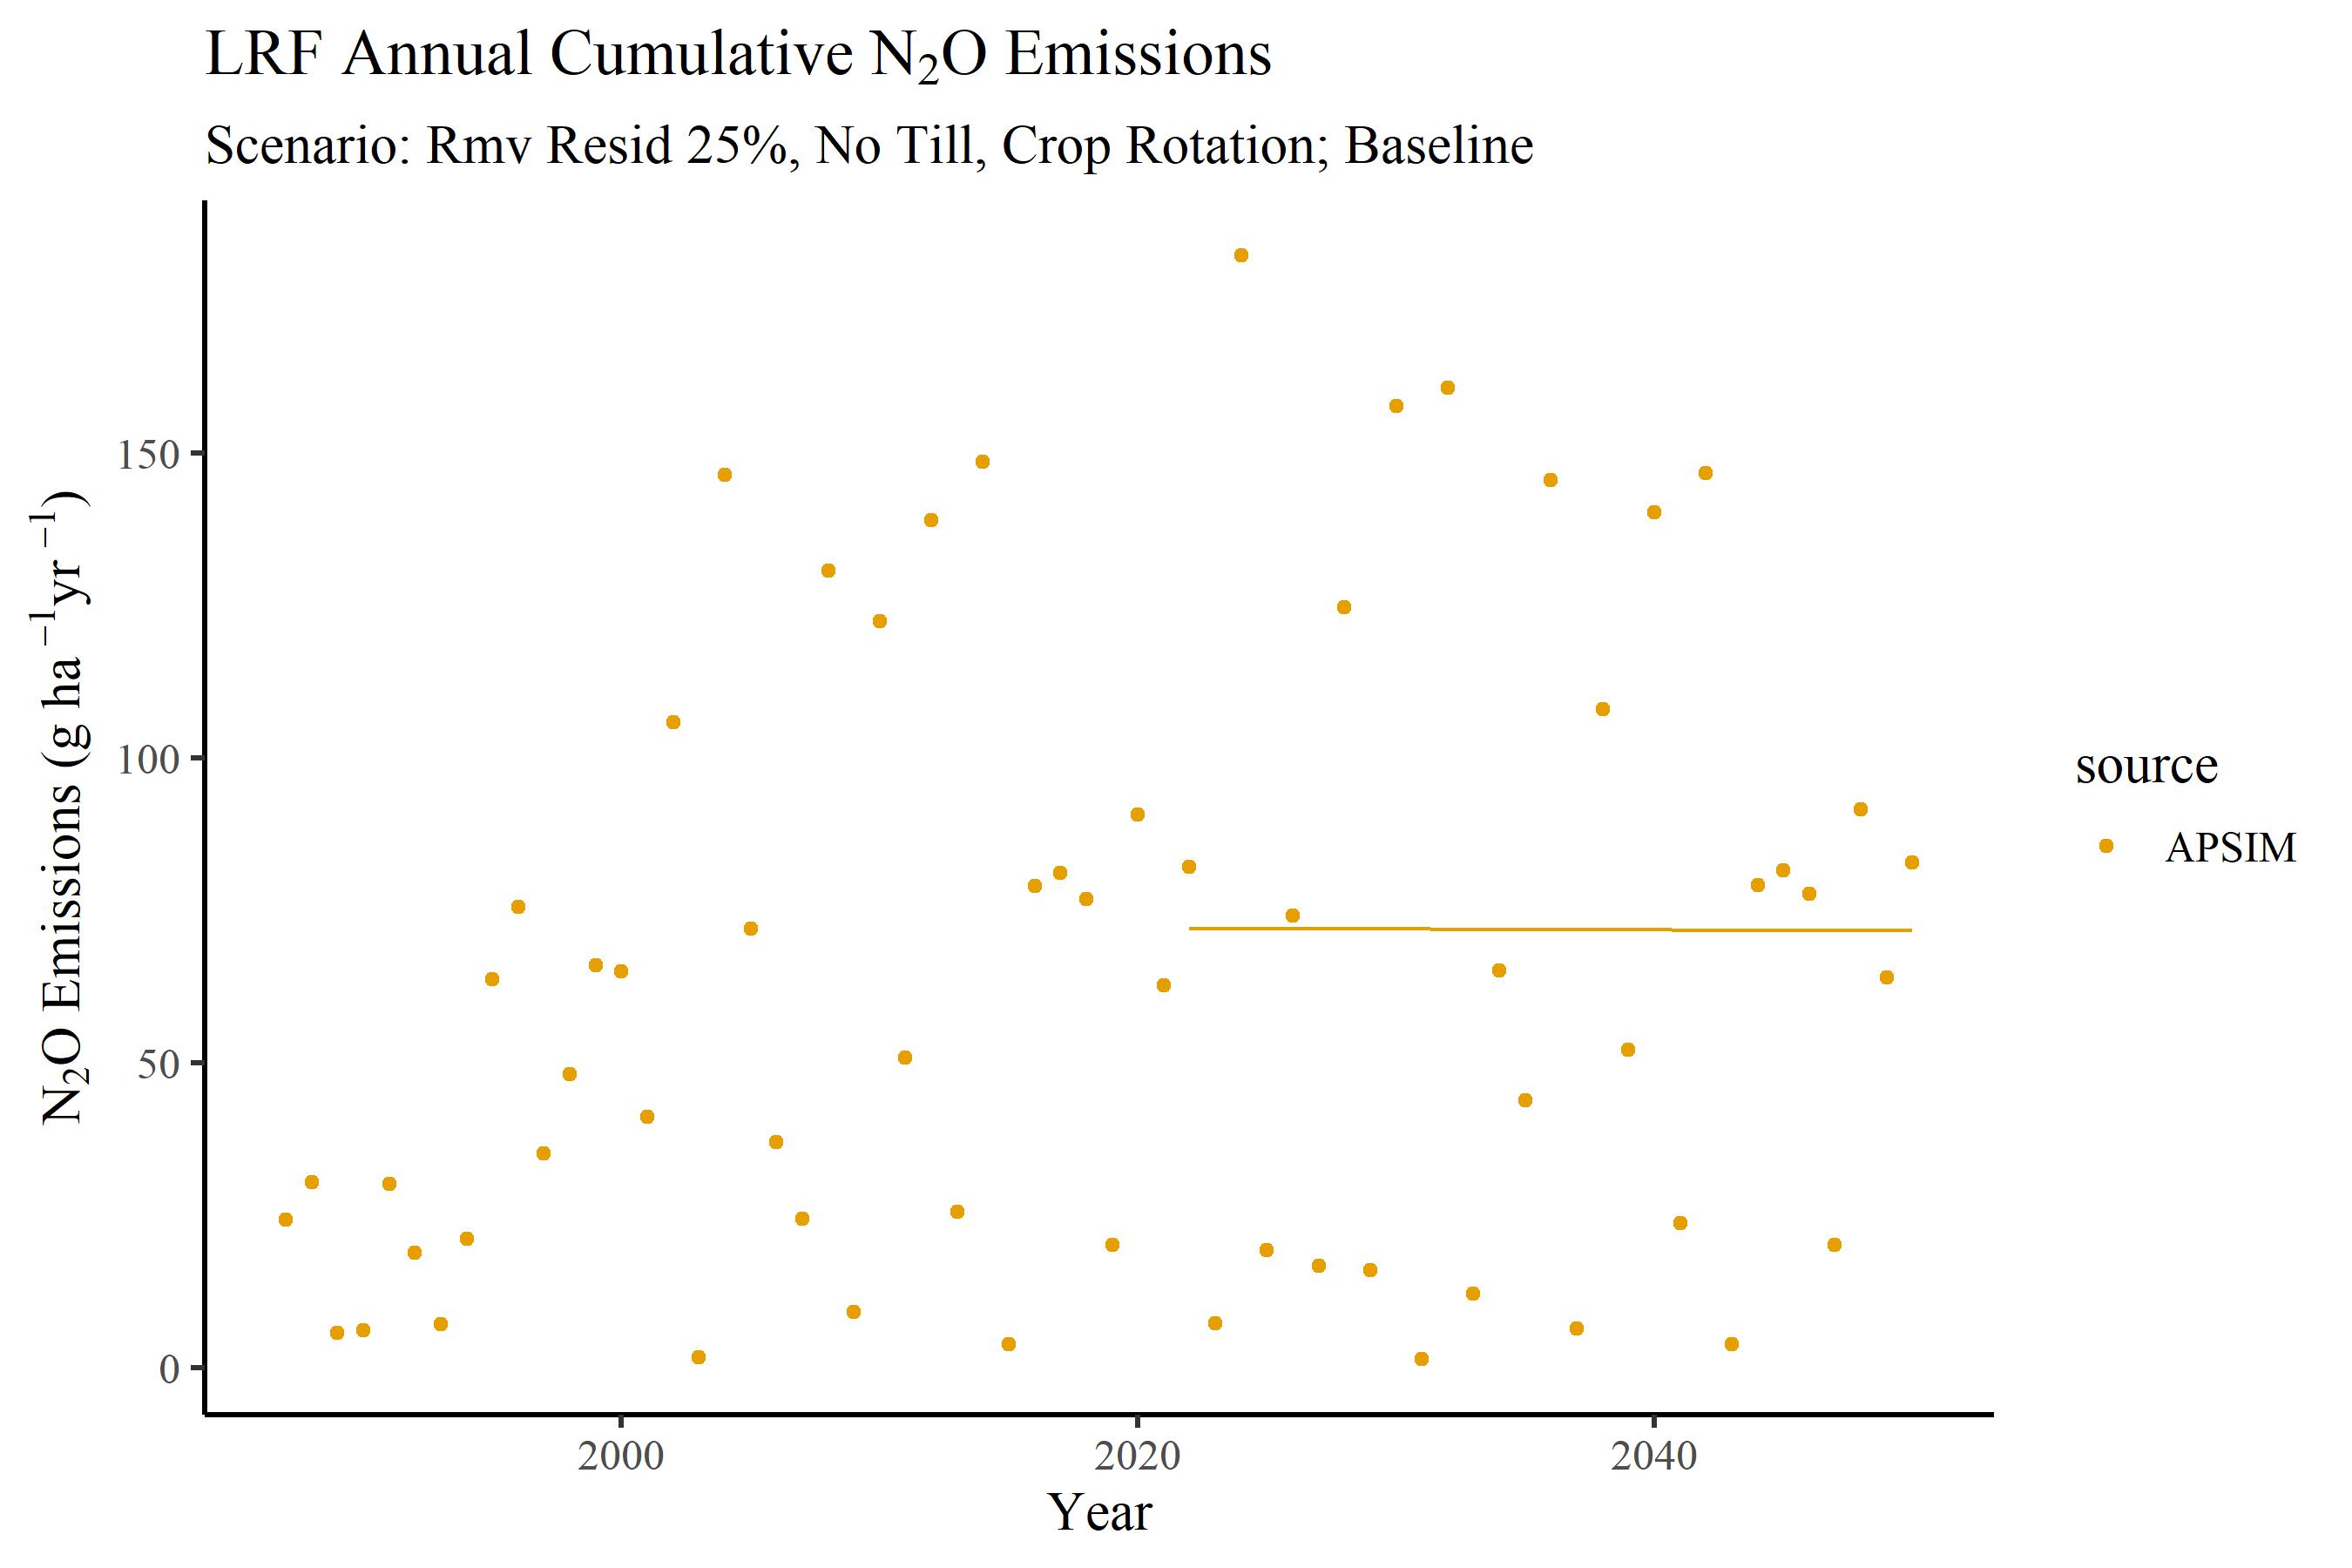 LRF Annual Cumulative N₂O Emissions
Scenario: Rmv Resid 25%, No Till, Crop Rotation; Baseline
N₂O Emissions (g ha ⁻¹yr ⁻¹)
150
100
50
0
2000 2020 2040
Year
source
APSIM